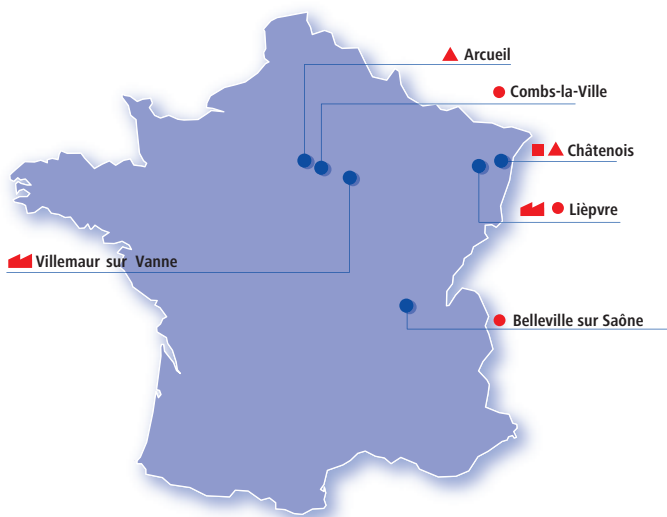 Arcueil
Combs-la-Ville
Châtenois
Lièpvre
Villemaur sur Vanne
Belleville sur Saône